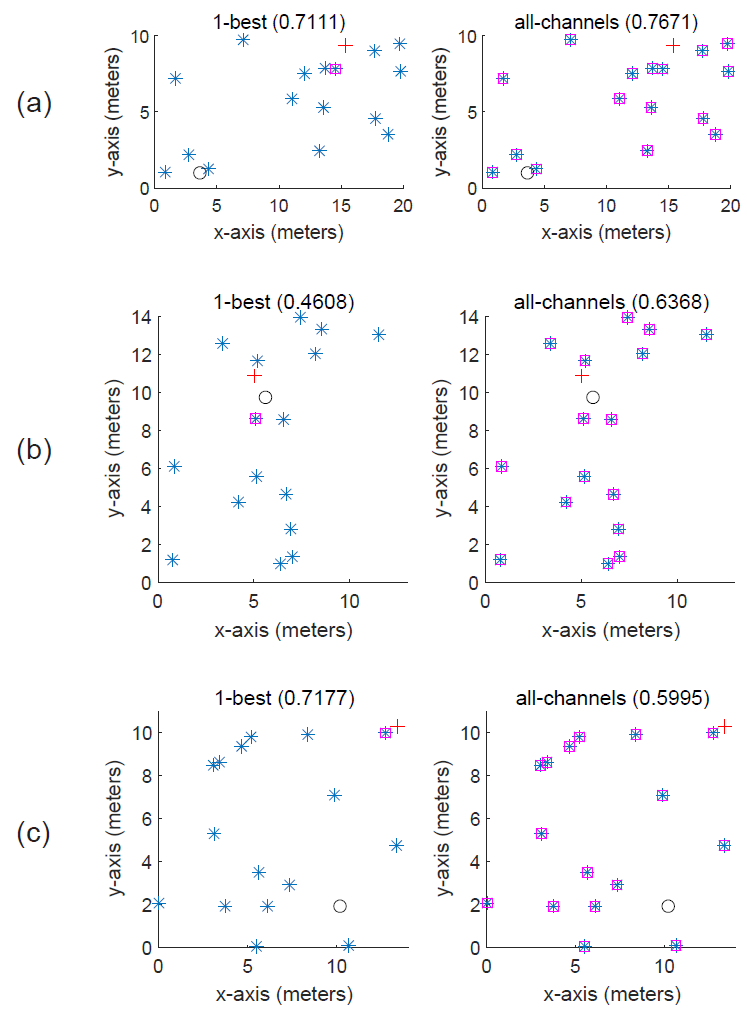 1-best (0.7111) all-channels (0.7671)
(a)
y-axis (meters)
10
5
0
0 5 10 15 20
x-axis (meters)
y-axis (meters)
10
5
0
0 5 10 15 20
x-axis (meters)
1-best (0.4608) all-channels (0.6368)
(b)
y-axis (meters)
14
12
10
8
6
4
2
0
0 5 10
x-axis (meters)
y-axis (meters)
14
12
10
8
6
4
2
0
0 5 10
x-axis (meters)
1-best (0.7177) all-channels (0.5995)
(c)
y-axis (meters)
10
8
6
4
2
0
0 5 10
x-axis (meters)
y-axis (meters)
10
8
6
4
2
0
0 5 10
x-axis (meters)